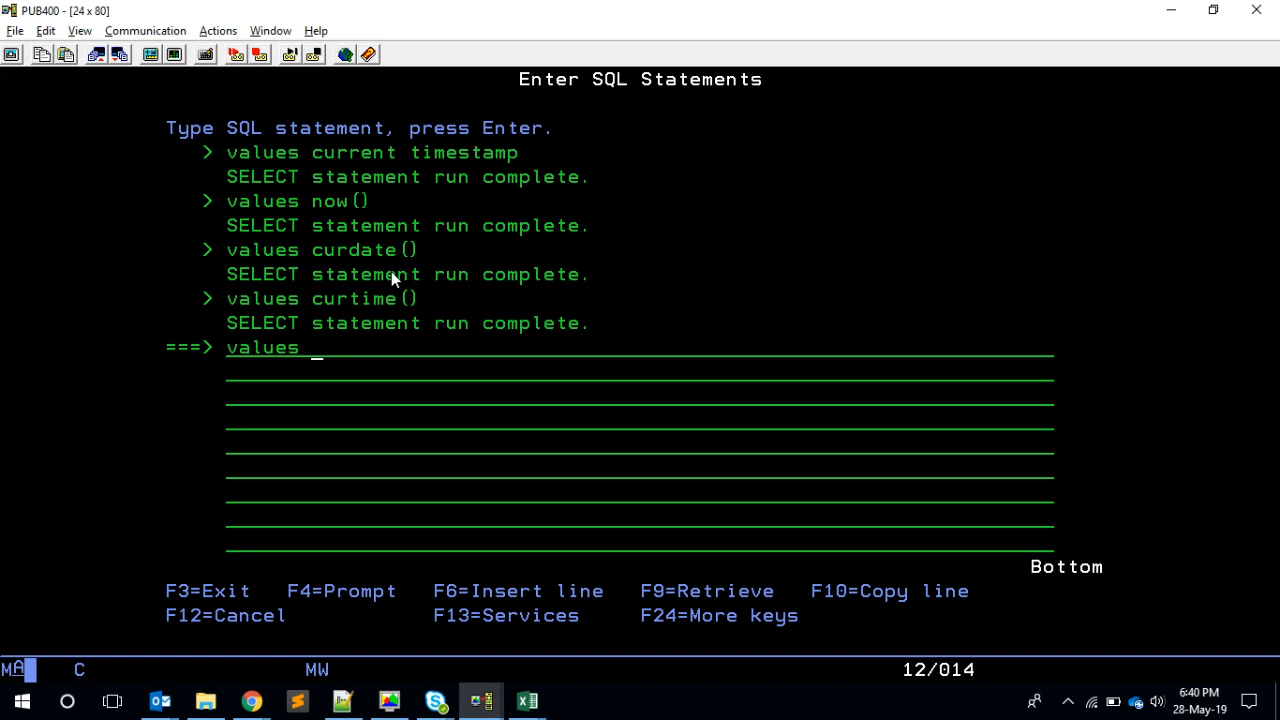 PUB400 - [24 x 80]
File Edit View Communication Actions Window Help
Enter SQL Statements
Type SQL statement, press Enter.
> values current timestamp
SELECT statement run complete.
> values now()
SELECT statement run complete.
> values curdate()
SELECT statement run complete.
> values curtime()
SELECT statement run complete.
===> values _
Bottom
F3=Exit F4=Prompt F6=Insert line F9=Retrieve F10=Copy line
F12=Cancel F13=Services F24=More keys
MA C MW 12/014
6:40 PM
28-May-19